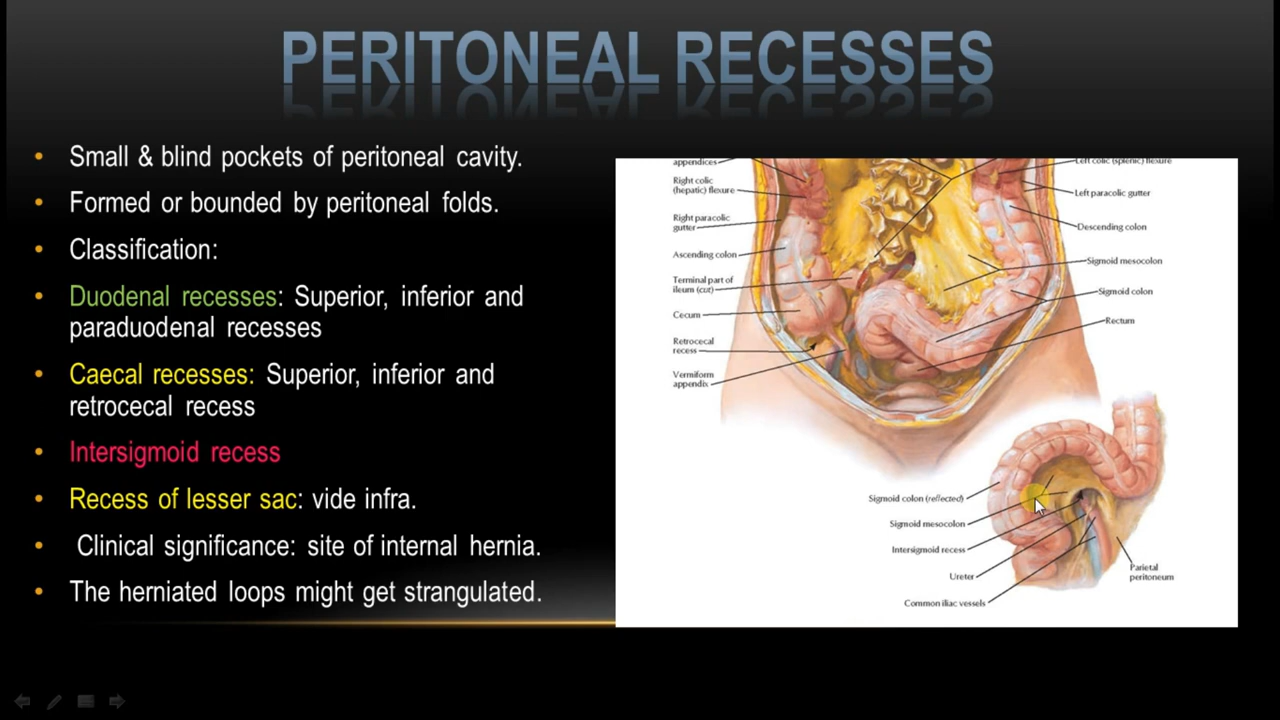 PERITONEAL RECESSES
• Small & blind pockets of peritoneal cavity.
• Formed or bounded by peritoneal folds.
• Classification:
• Duodenal recesses: Superior, inferior and
paraduodenal recesses
• Caecal recesses: Superior, inferior and
retrocecal recess
• Intersigmoid recess
• Recess of lesser sac: vide infra.
• Clinical significance: site of internal hernia.
• The herniated loops might get strangulated.
appendices
Right colic
(hepatic) flexure
Right paracolic
gutter
Ascending colon
Terminal part of
ileum (cut)
Cecum
Retrocecal
recess
Vermiform
appendix
Left colic (splenic) flexure
Left paracolic gutter
Descending colon
Sigmoid mesocolon
Sigmoid colon
Rectum
Sigmoid colon (reflected)
Sigmoid mesocolon
Intersigmoid recess
Ureter
Common iliac vessels
Parietal
peritoneum